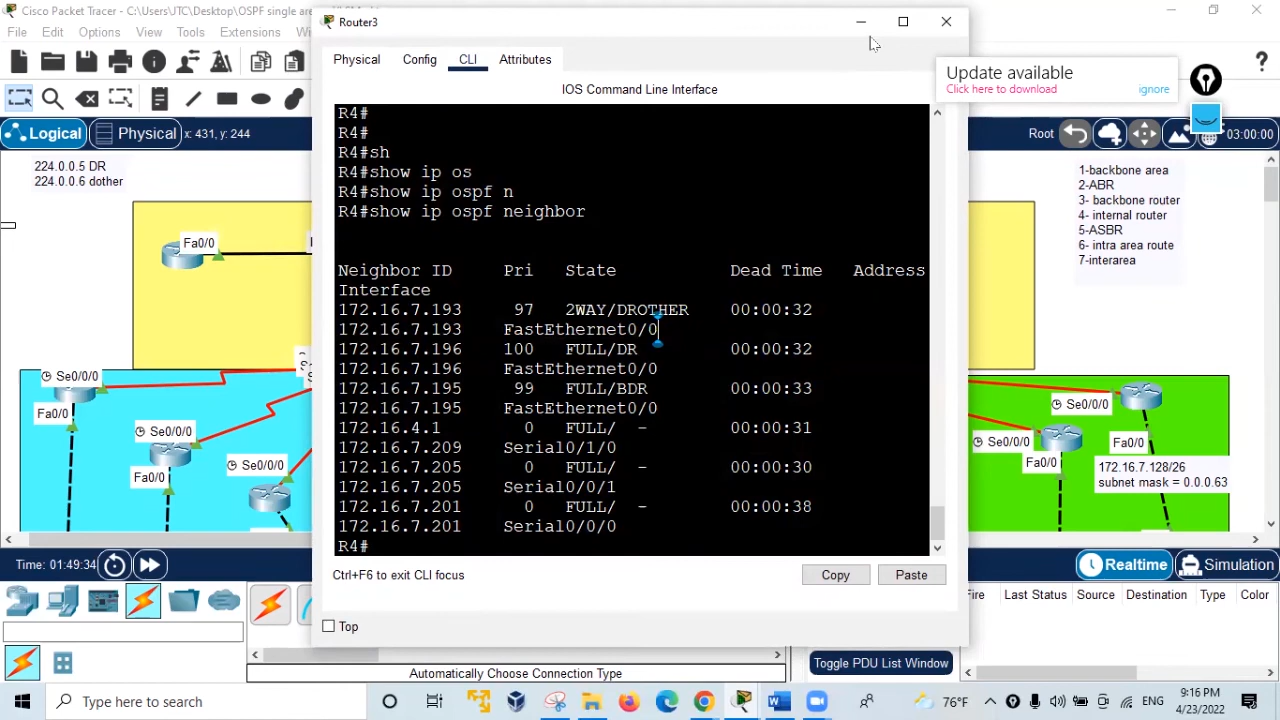 Cisco Packet Tracer - C:\Users\UTC\Desktop\OSPF single
Router3
File
Edit
Options
View
Tools
Extensions
Physical
Config
CLI
Attributes
Update available
Click here to download
ignore
IOS Command Line Interface
Logical
Physical
x: 431, y: 244
Root
03:00:00
224.0.0.5 DR
224.0.0.6 dother
R4#
R4#
R4#sh
R4#show ip os
R4#show ip ospf n
R4#show ip ospf neighbor
Neighbor ID Pri State Dead Time Address
Interface
172.16.7.193 97 2WAY/DROTHER 00:00:32
172.16.7.193 FastEthernet0/0
172.16.7.196 100 FULL/DR 00:00:32
172.16.7.196 FastEthernet0/0
172.16.7.195 99 FULL/BDR 00:00:33
172.16.7.195 FastEthernet0/0
172.16.4.1 0 FULL/ - 00:00:31
172.16.7.209 Serial0/1/0
172.16.7.205 0 FULL/ - 00:00:30
172.16.7.205 Serial0/0/1
172.16.7.201 0 FULL/ - 00:00:38
172.16.7.201 Serial0/0/0
R4#
1-backbone area
2-ABR
3- backbone router
4- internal router
5-ASBR
6- intra area route
7-interarea
Fa0/0
Se0/0/0
Fa0/0
Se0/0/0
Fa0/0
Se0/0/0
Se0/0/0
Se0/0/0
Fa0/0
Fa0/0
172.16.7.128/26
subnet mask = 0.0.0.63
Ctrl+F6 to exit CLI focus
Copy
Paste
Top
Time: 01:49:34
Realtime
Simulation
Last Status
Source
Destination
Type
Color
Automatically Choose Connection Type
Toggle PDU List Window
Type here to search
76°F
ENG
9:16 PM
4/23/2022